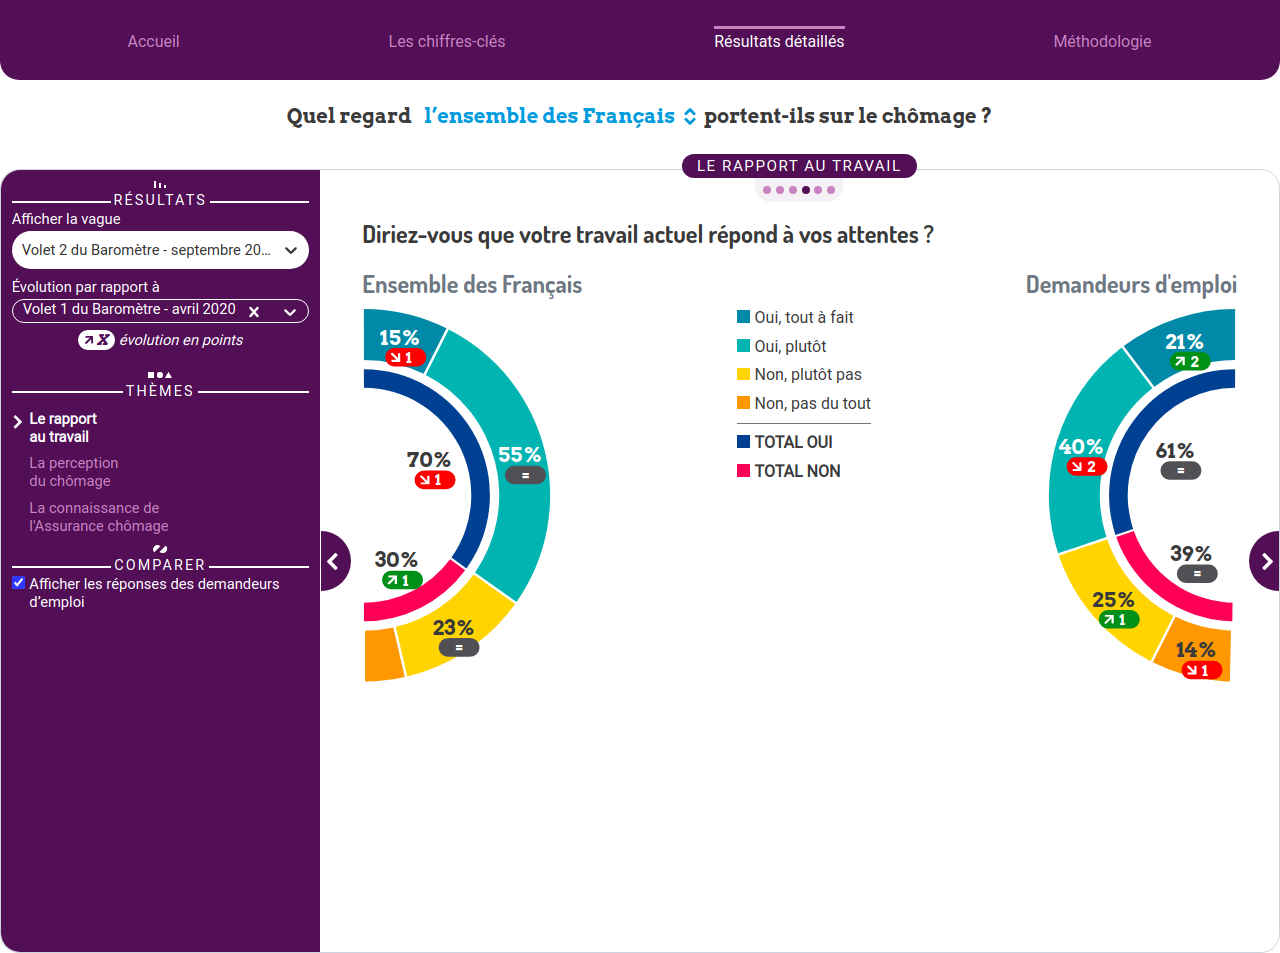 Accueil
Les chiffres-clés
Résultats détaillés
Méthodologie
Quel regard l’ensemble des Français portent-ils sur le chômage ?
LE RAPPORT AU TRAVAIL
RÉSULTATS
Afficher la vague
Volet 2 du Baromètre - septembre 20...
Évolution par rapport à
Volet 1 du Baromètre - avril 2020
X évolution en points
THÈMES
Le rapport
au travail
La perception
du chômage
La connaissance de
l'Assurance chômage
COMPARER
Afficher les réponses des demandeurs
d'emploi
Diriez-vous que votre travail actuel répond à vos attentes ?
Ensemble des Français
15%
1
55%
=
70%
1
30%
1
23%
=
Oui, tout à fait
Oui, plutôt
Non, plutôt pas
Non, pas du tout
TOTAL OUI
TOTAL NON
Demandeurs d'emploi
21%
2
40%
2
61%
=
39%
=
25%
1
14%
1